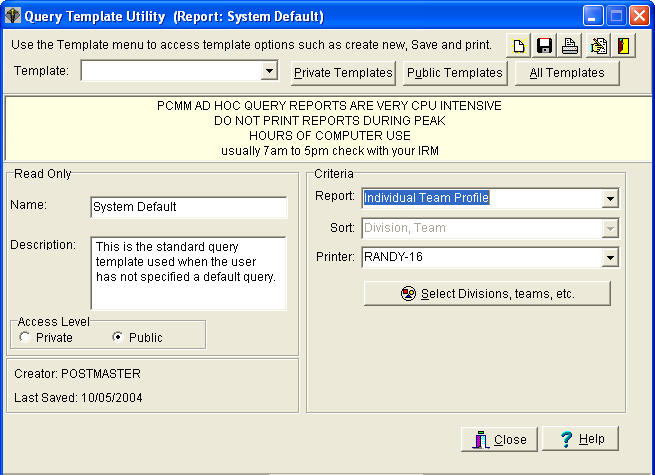 Query Template Utility (Report: System Default)
Use the Template menu to access template options such as create new, Save and print.
Template:
Private Templates
Public Templates
All Templates
PCMM AD HOC QUERY REPORTS ARE VERY CPU INTENSIVE
DO NOT PRINT REPORTS DURING PEAK
HOURS OF COMPUTER USE
usually 7am to 5pm check with your IRM
Read Only
Name: System Default
Description: This is the standard query
template used when the user
has not specified a default query.
Access Level
Private Public
Creator: POSTMASTER
Last Saved: 10/05/2004
Criteria
Report: Individual Team Profile
Sort: Division, Team
Printer: RANDY-16
Select Divisions, teams, etc.
Close
? Help